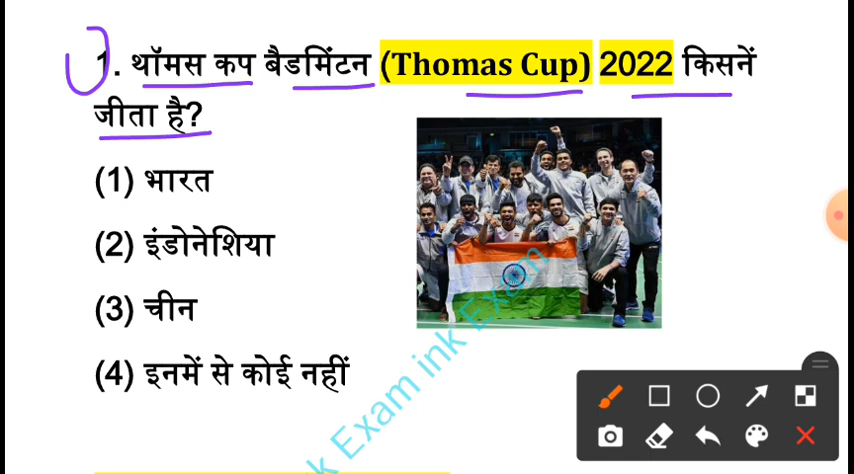 1. थॉमस कप बैडमिंटन (Thomas Cup) 2022 किसनें
जीता है?
(1) भारत
(2) इंडोनेशिया
(3) चीन
(4) इनमें से कोई नहीं
k Exam ink Exam